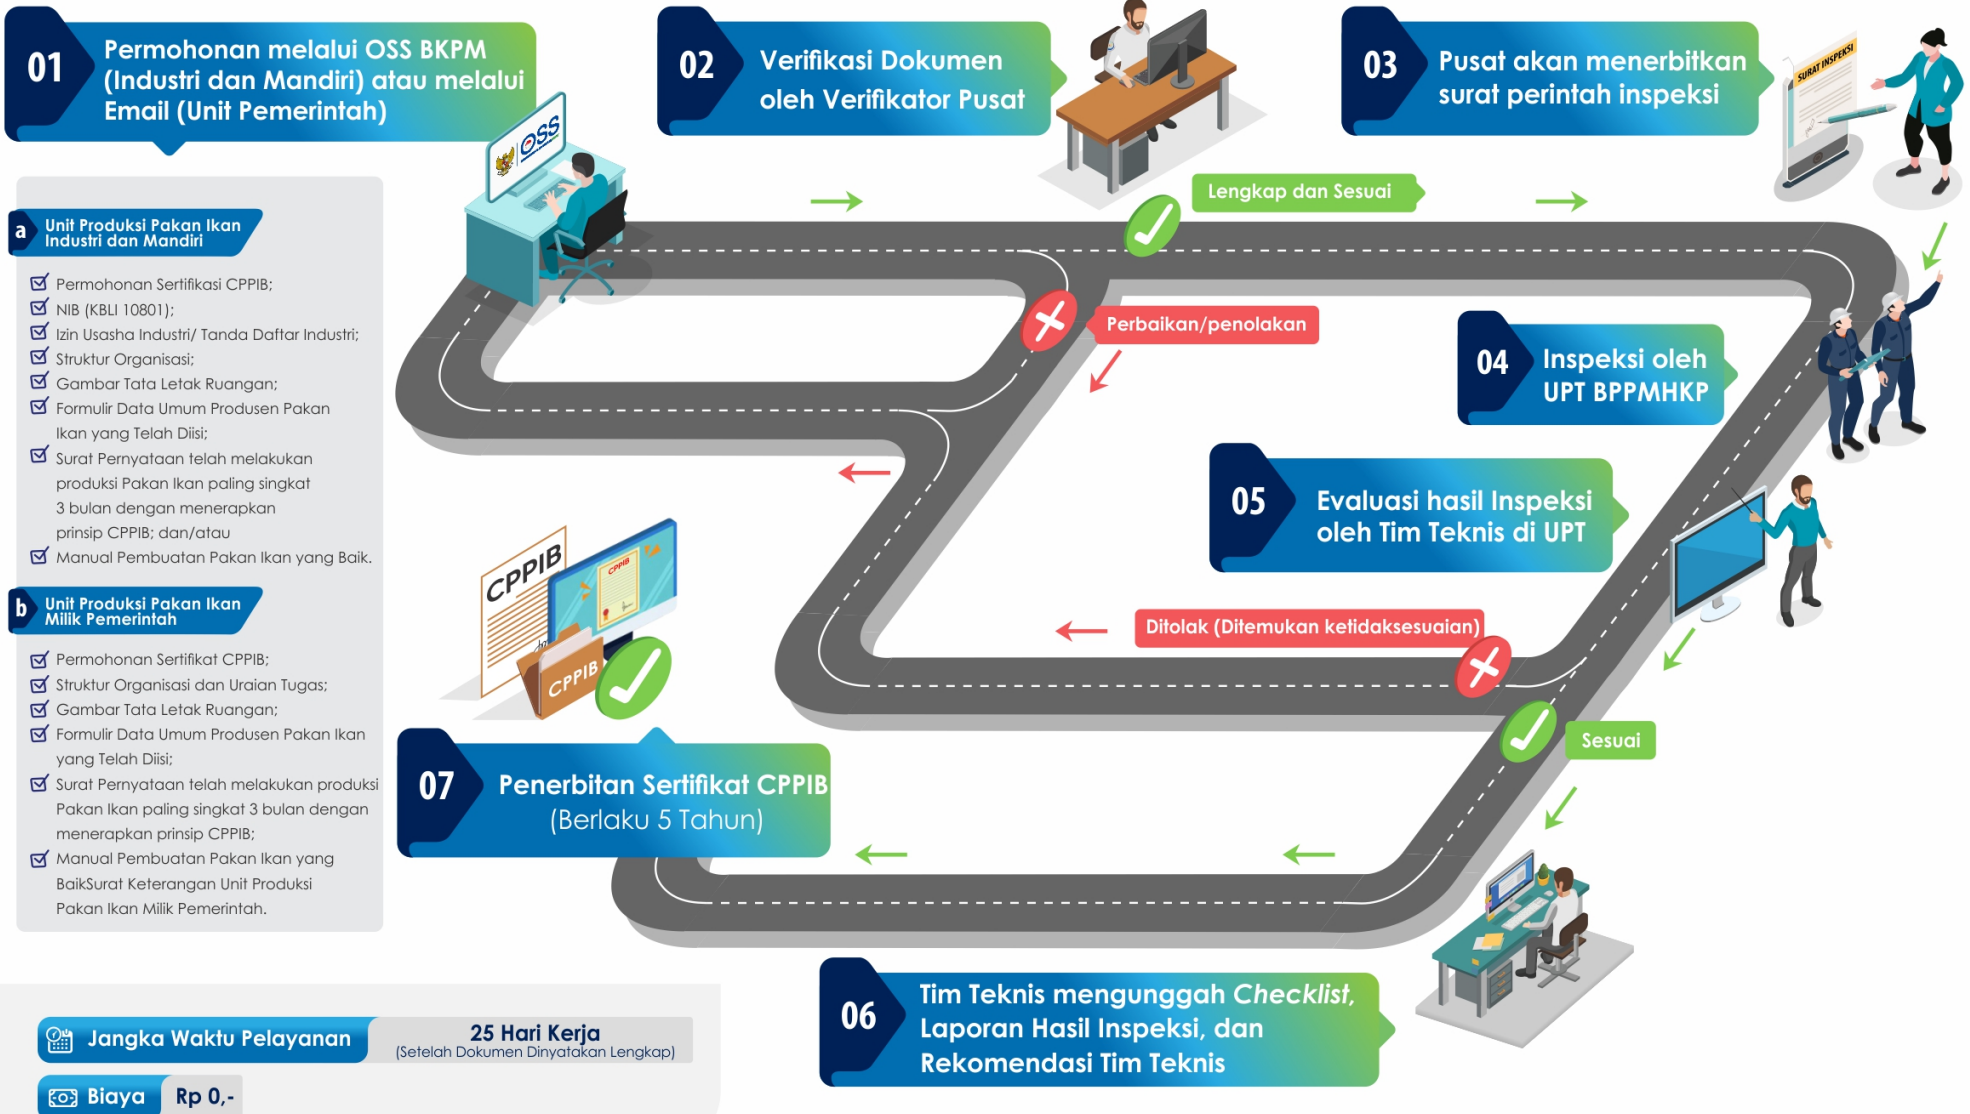 01
Permohonan melalui OSS BKPM
(Industri dan Mandiri) atau melalui
Email (Unit Pemerintah)
OSS
02
Verifikasi Dokumen
oleh Verifikator Pusat
03
Pusat akan menerbitkan
surat perintah inspeksi
SURAT INSPEKSI
Lengkap dan Sesuai
Perbaikan/penolakan
a
Unit Produksi Pakan Ikan
Industri dan Mandiri
Permohonan Sertifikasi CPPIB;
NIB (KBLI 10801);
Izin Usasha Industri/ Tanda Daftar Industri;
Struktur Organisasi;
Gambar Tata Letak Ruangan;
Formulir Data Umum Produsen Pakan
Ikan yang Telah Diisi;
Surat Pernyataan telah melakukan
produksi Pakan Ikan paling singkat
3 bulan dengan menerapkan
prinsip CPPIB; dan/atau
Manual Pembuatan Pakan Ikan yang Baik.
b
Unit Produksi Pakan Ikan
Milik Pemerintah
Permohonan Sertifikat CPPIB;
Struktur Organisasi dan Uraian Tugas;
Gambar Tata Letak Ruangan;
Formulir Data Umum Produsen Pakan Ikan
yang Telah Diisi;
Surat Pernyataan telah melakukan produksi
Pakan Ikan paling singkat 3 bulan dengan
menerapkan prinsip CPPIB;
Manual Pembuatan Pakan Ikan yang
BaikSurat Keterangan Unit Produksi
Pakan Ikan Milik Pemerintah.
04
Inspeksi oleh
UPT BPPMHKP
05
Evaluasi hasil Inspeksi
oleh Tim Teknis di UPT
Ditolak (Ditemukan ketidaksesuaian)
Sesuai
CPPIB
CPPIB
CPPIB
07
Penerbitan Sertifikat CPPIB
(Berlaku 5 Tahun)
06
Tim Teknis mengunggah Checklist,
Laporan Hasil Inspeksi, dan
Rekomendasi Tim Teknis
Jangka Waktu Pelayanan
25 Hari Kerja
(Setelah Dokumen Dinyatakan Lengkap)
Biaya
Rp 0,-